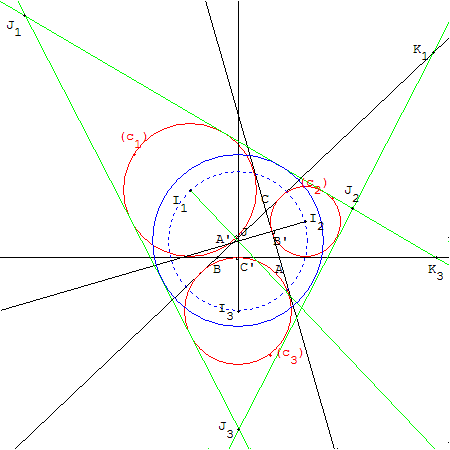 J1
K1
(c1)
(c2)
C
J2
I1
I2
A'
J
B'
B
C'
A
K3
I3
(c3)
J3